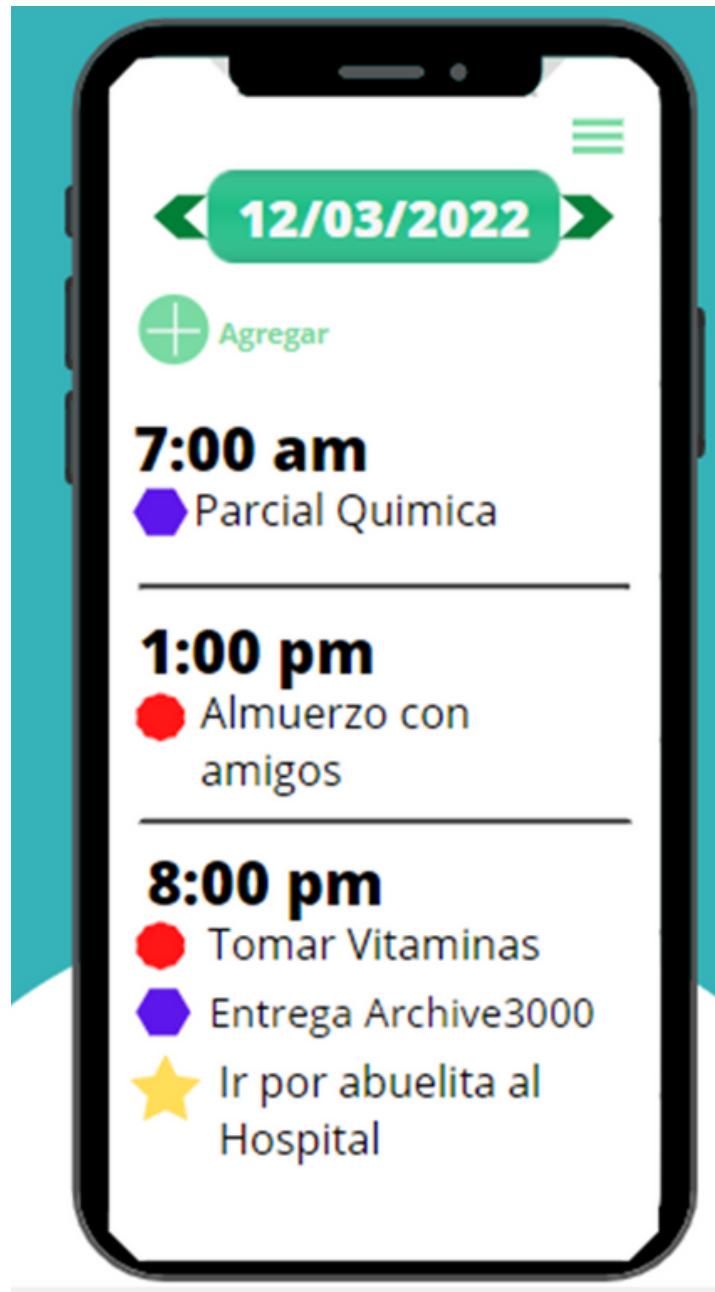 12/03/2022
Agregar
7:00 am
Parcial Quimica
1:00 pm
Almuerzo con
amigos
8:00 pm
Tomar Vitaminas
Entrega Archive3000
Ir por abuelita al
Hospital